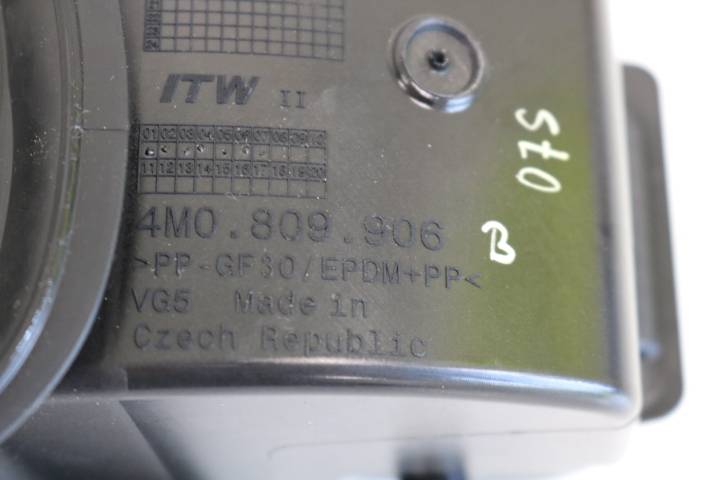 ITW II
01 02 03 04 05 06 07 08 09 10
11 12 13 14 15 16 17 18 19 20
4M0.809.906
>PP-GF30/EPDM+PP<
VG5 Made in
Czech Republic
B
075